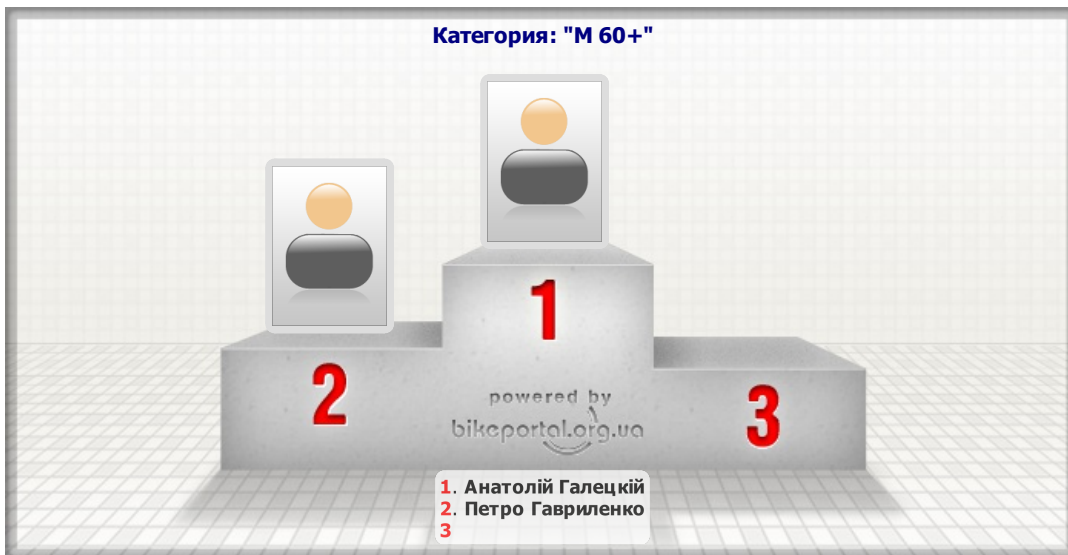 Категория: "М 60+"
1
2
3
powered by
bikeportal.org.ua
1. Анатолій Галецкій
2. Петро Гавриленко
3